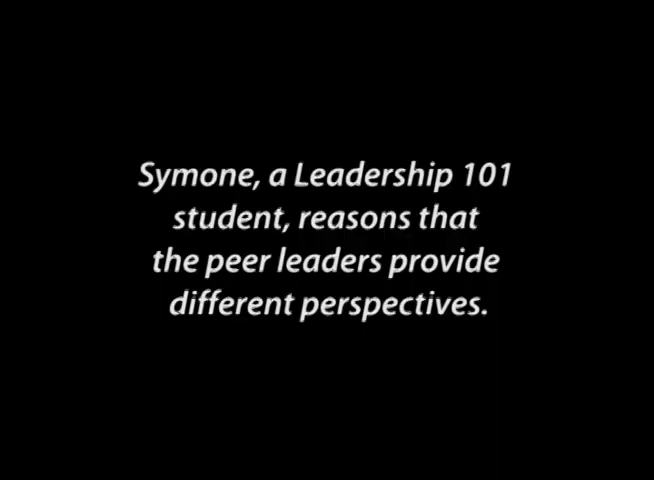 Symone, a Leadership 101
student, reasons that
the peer leaders provide
different perspectives.